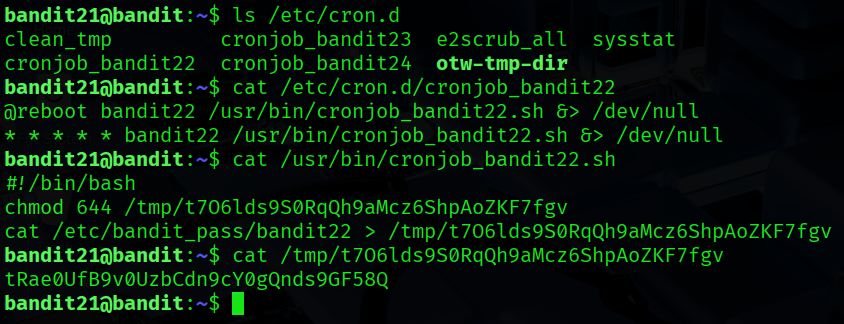 bandit21@bandit:~$ ls /etc/cron.d
clean_tmp cronjob_bandit23 e2scrub_all sysstat
cronjob_bandit22 cronjob_bandit24 otw-tmp-dir
bandit21@bandit:~$ cat /etc/cron.d/cronjob_bandit22
@reboot bandit22 /usr/bin/cronjob_bandit22.sh &> /dev/null
* * * * * bandit22 /usr/bin/cronjob_bandit22.sh &> /dev/null
bandit21@bandit:~$ cat /usr/bin/cronjob_bandit22.sh
#!/bin/bash
chmod 644 /tmp/t7O6lds9S0RqQh9aMcz6ShpAoZKF7fgv
cat /etc/bandit_pass/bandit22 > /tmp/t7O6lds9S0RqQh9aMcz6ShpAoZKF7fgv
bandit21@bandit:~$ cat /tmp/t7O6lds9S0RqQh9aMcz6ShpAoZKF7fgv
tRae0UfB9v0UzbCdn9cY0gQnds9GF58Q
bandit21@bandit:~$